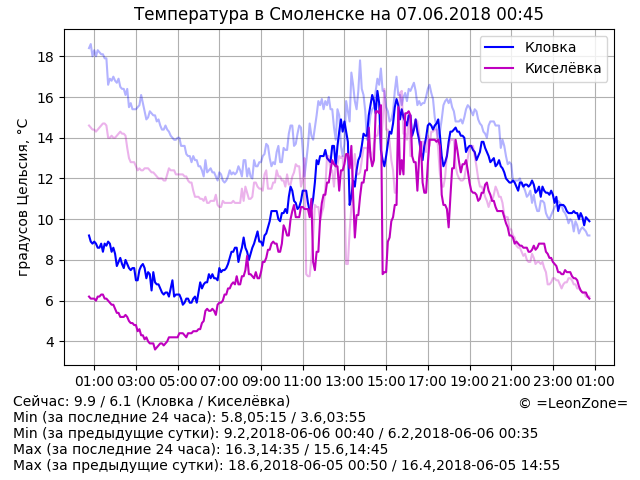 Температура в Смоленске на 07.06.2018 00:45
Кловка
Киселёвка
градусов Цельсия, °C
18
16
14
12
10
8
6
4
01:00 03:00 05:00 07:00 09:00 11:00 13:00 15:00 17:00 19:00 21:00 23:00 01:00
Сейчас: 9.9 / 6.1 (Кловка / Киселёвка)
© =LeonZone=
Min (за последние 24 часа): 5.8,05:15 / 3.6,03:55
Min (за предыдущие сутки): 9.2,2018-06-06 00:40 / 6.2,2018-06-06 00:35
Max (за последние 24 часа): 16.3,14:35 / 15.6,14:45
Max (за предыдущие сутки): 18.6,2018-06-05 00:50 / 16.4,2018-06-05 14:55